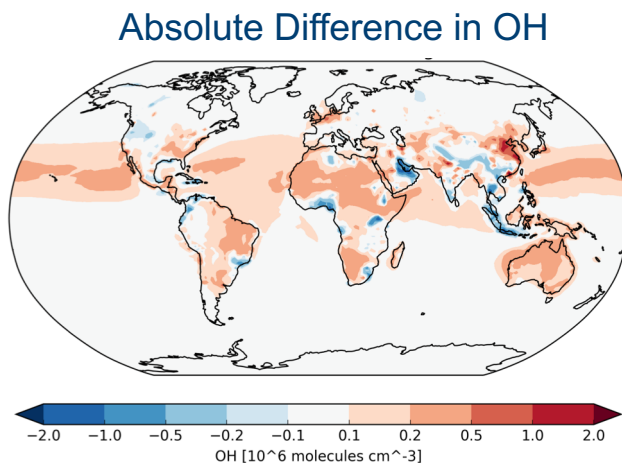 Absolute Difference in OH
−2.0 −1.0 −0.5 −0.2 −0.1 0.1 0.2 0.5 1.0 2.0
OH [10^6 molecules cm^-3]